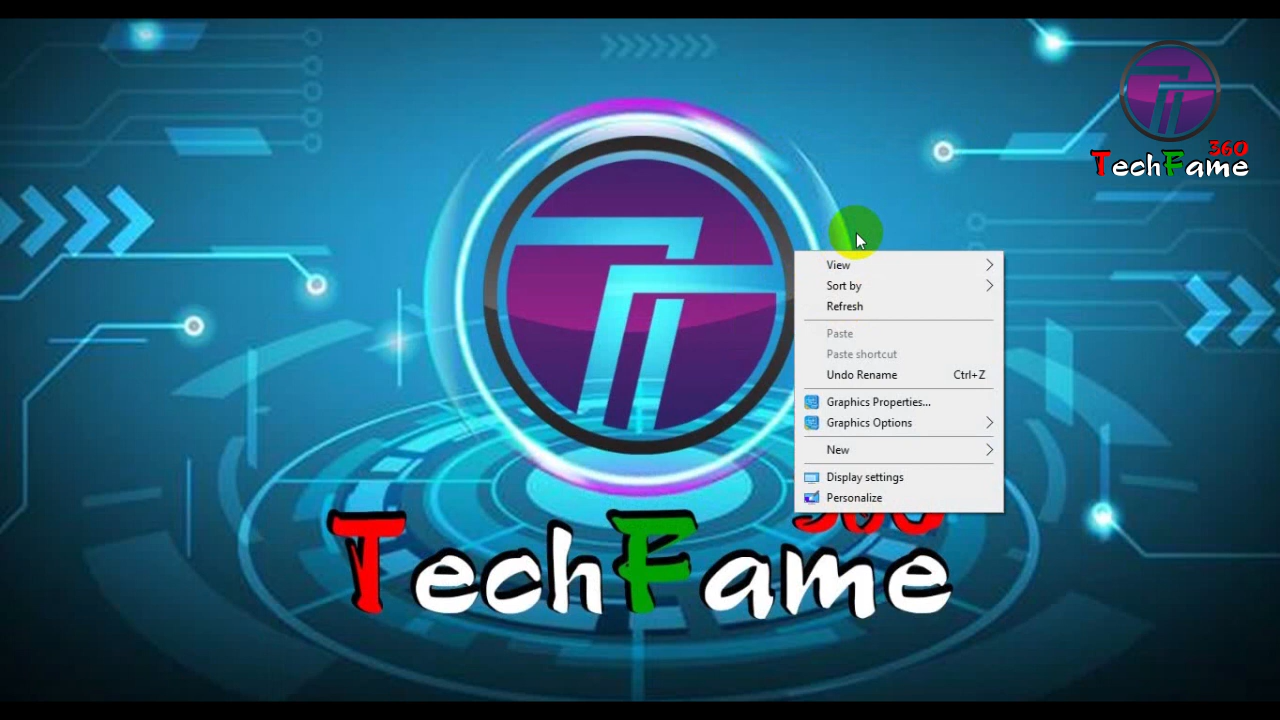 360
TechFame
View
Sort by
Refresh
Paste
Paste shortcut
Undo Rename Ctrl+Z
Graphics Properties...
Graphics Options
New
Display settings
Personalize
360
TechFame